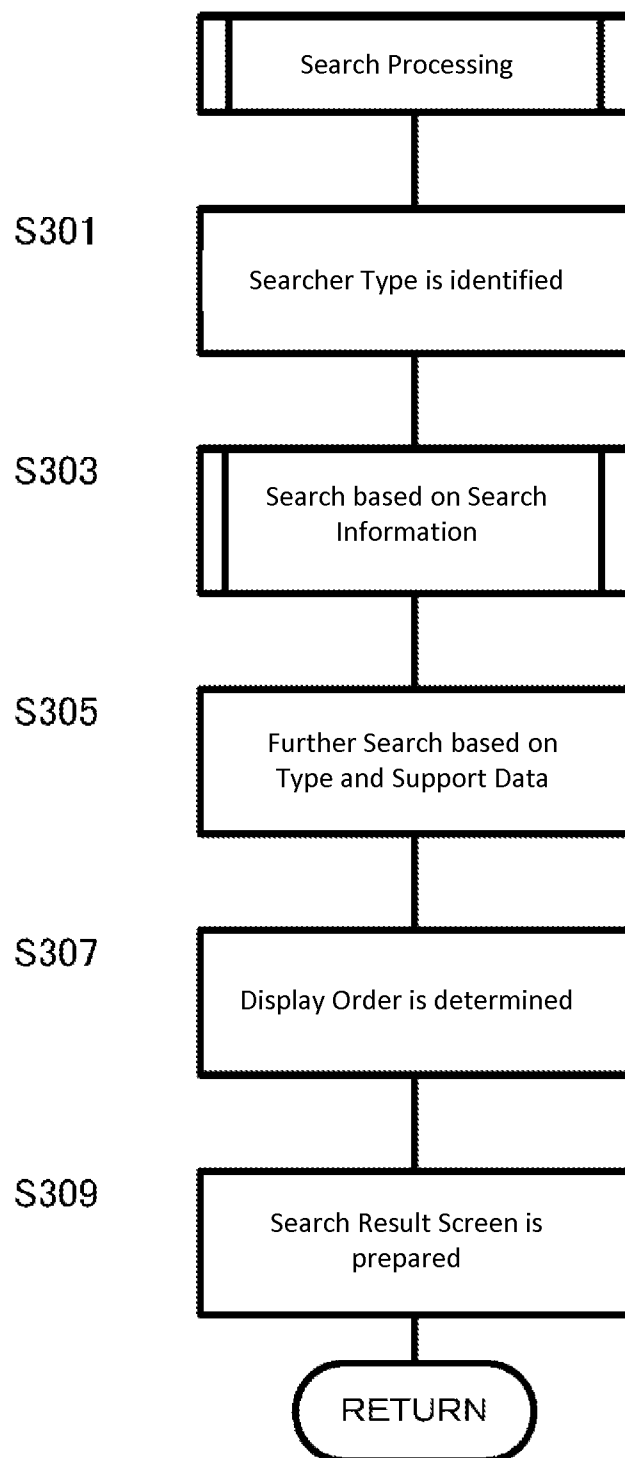 Search Processing
S301
Searcher Type is identified
S303
Search based on Search
Information
S305
Further Search based on
Type and Support Data
S307
Display Order is determined
S309
Search Result Screen is
prepared
RETURN